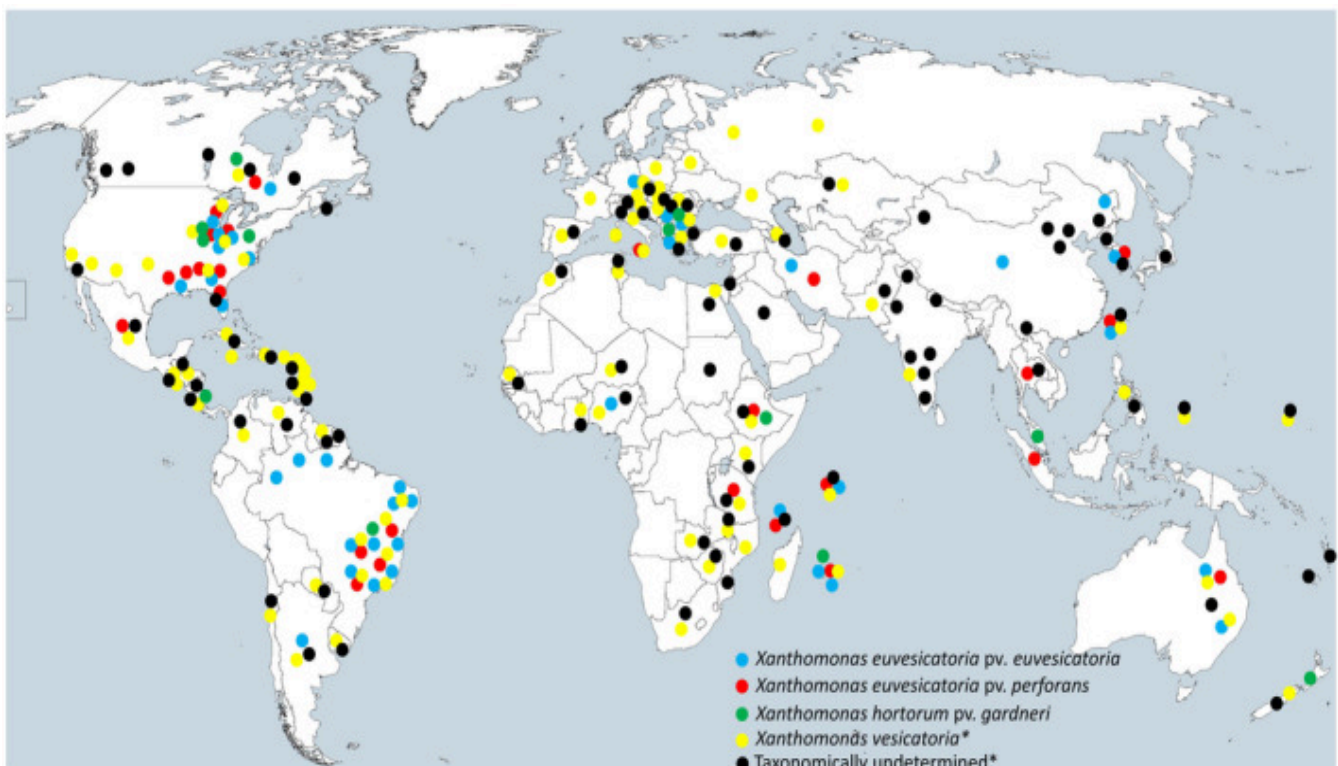 Xanthomonas euvesicatoria pv. euvesicatoria
Xanthomonas euvesicatoria pv. perforans
Xanthomonas hortorum pv. gardneri
Xanthomonas vesicatoria*
Taxonomically undetermined*